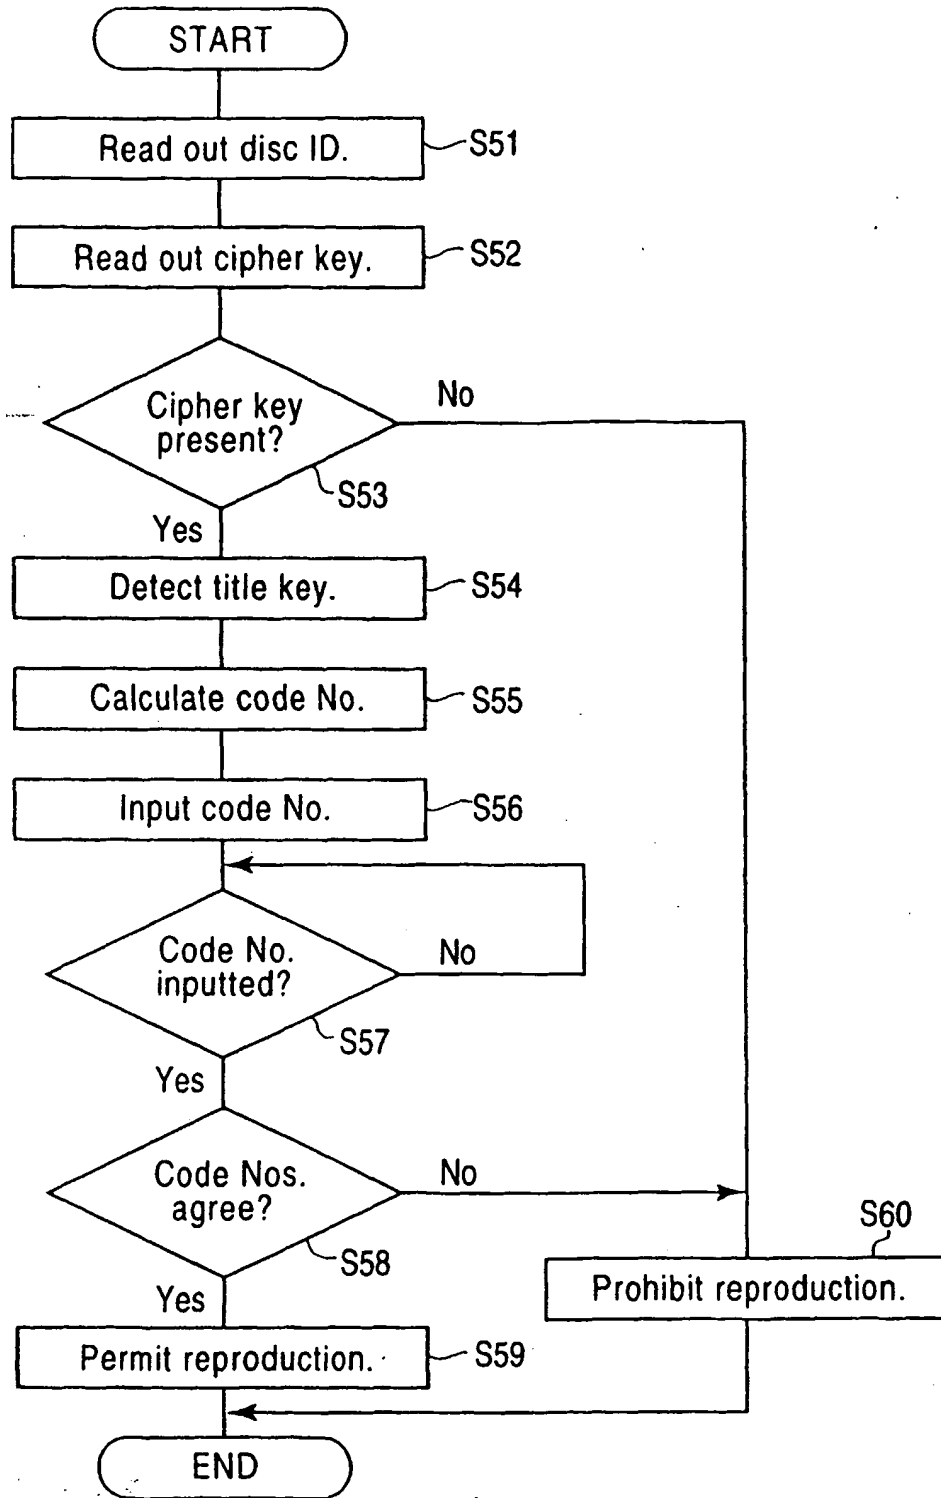 START
Read out disc ID.
S51
Read out cipher key.
S52
Cipher key
present?
No
S53
Yes
Detect title key.
S54
Calculate code No.
S55
Input code No.
S56
Code No.
inputted?
No
S57
Yes
Code Nos.
agree?
No
S58
S60
Yes
Prohibit reproduction.
Permit reproduction.
S59
END